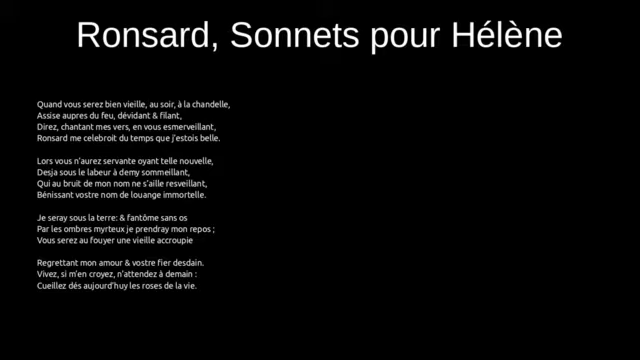 Ronsard, Sonnets pour Hélène
Quand vous serez bien vieille, au soir, à la chandelle,
Assise aupres du feu, dévidant & filant,
Direz, chantant mes vers, en vous esmerveillant,
Ronsard me celebroit du temps que j'estois belle.
Lors vous n'aurez servante oyant telle nouvelle,
Desja sous le labeur à demy sommeillant,
Qui au bruit de mon nom ne s'aille resveillant,
Bénissant vostre nom de louange immortelle.
Je seray sous la terre: & fantôme sans os
Par les ombres myrteux je prendray mon repos ;
Vous serez au fouyer une vieille accroupie
Regrettant mon amour & vostre fier desdain.
Vivez, si m'en croyez, n'attendez à demain :
Cueillez dés aujourd'huy les roses de la vie.